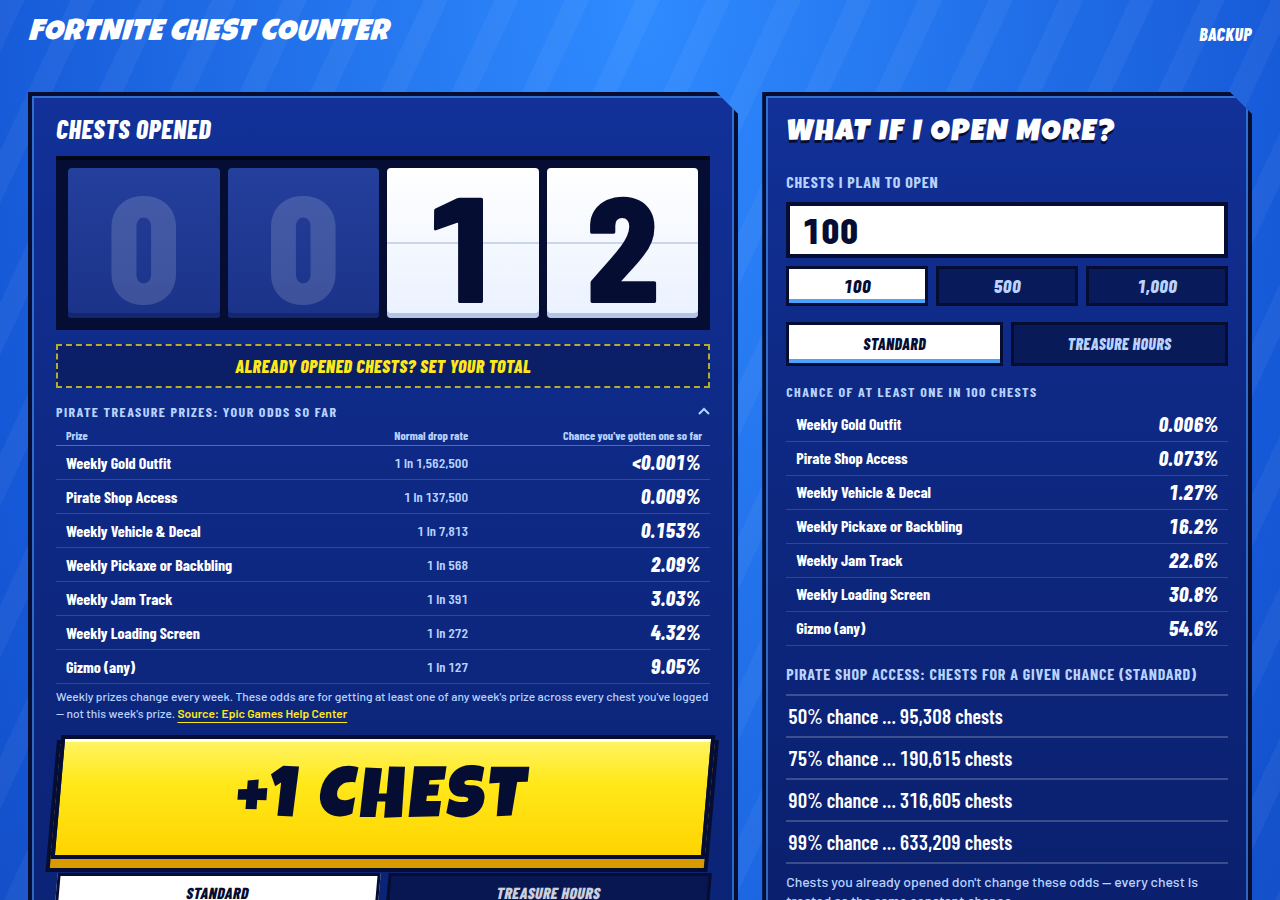 FORTNITE CHEST COUNTER
BACKUP
CHESTS OPENED
0 0 1 2
ALREADY OPENED CHESTS? SET YOUR TOTAL
PIRATE TREASURE PRIZES: YOUR ODDS SO FAR
Prize Normal drop rate Chance you've gotten one so far
Weekly Gold Outfit 1 In 1,562,500 <0.001%
Pirate Shop Access 1 In 137,500 0.009%
Weekly Vehicle & Decal 1 In 7,813 0.153%
Weekly Pickaxe or Backbling 1 In 568 2.09%
Weekly Jam Track 1 In 391 3.03%
Weekly Loading Screen 1 In 272 4.32%
Gizmo (any) 1 In 127 9.05%
Weekly prizes change every week. These odds are for getting at least one of any week's prize across every chest you've logged
— not this week's prize. Source: Epic Games Help Center
+1 CHEST
STANDARD TREASURE HOURS
WHAT IF I OPEN MORE?
CHESTS I PLAN TO OPEN
100
100 500 1,000
STANDARD TREASURE HOURS
CHANCE OF AT LEAST ONE IN 100 CHESTS
Weekly Gold Outfit 0.006%
Pirate Shop Access 0.073%
Weekly Vehicle & Decal 1.27%
Weekly Pickaxe or Backbling 16.2%
Weekly Jam Track 22.6%
Weekly Loading Screen 30.8%
Gizmo (any) 54.6%
PIRATE SHOP ACCESS: CHESTS FOR A GIVEN CHANCE (STANDARD)
50% chance ... 95,308 chests
75% chance ... 190,615 chests
90% chance ... 316,605 chests
99% chance ... 633,209 chests
Chests you already opened don't change these odds — every chest is
treated as the same constant chance.